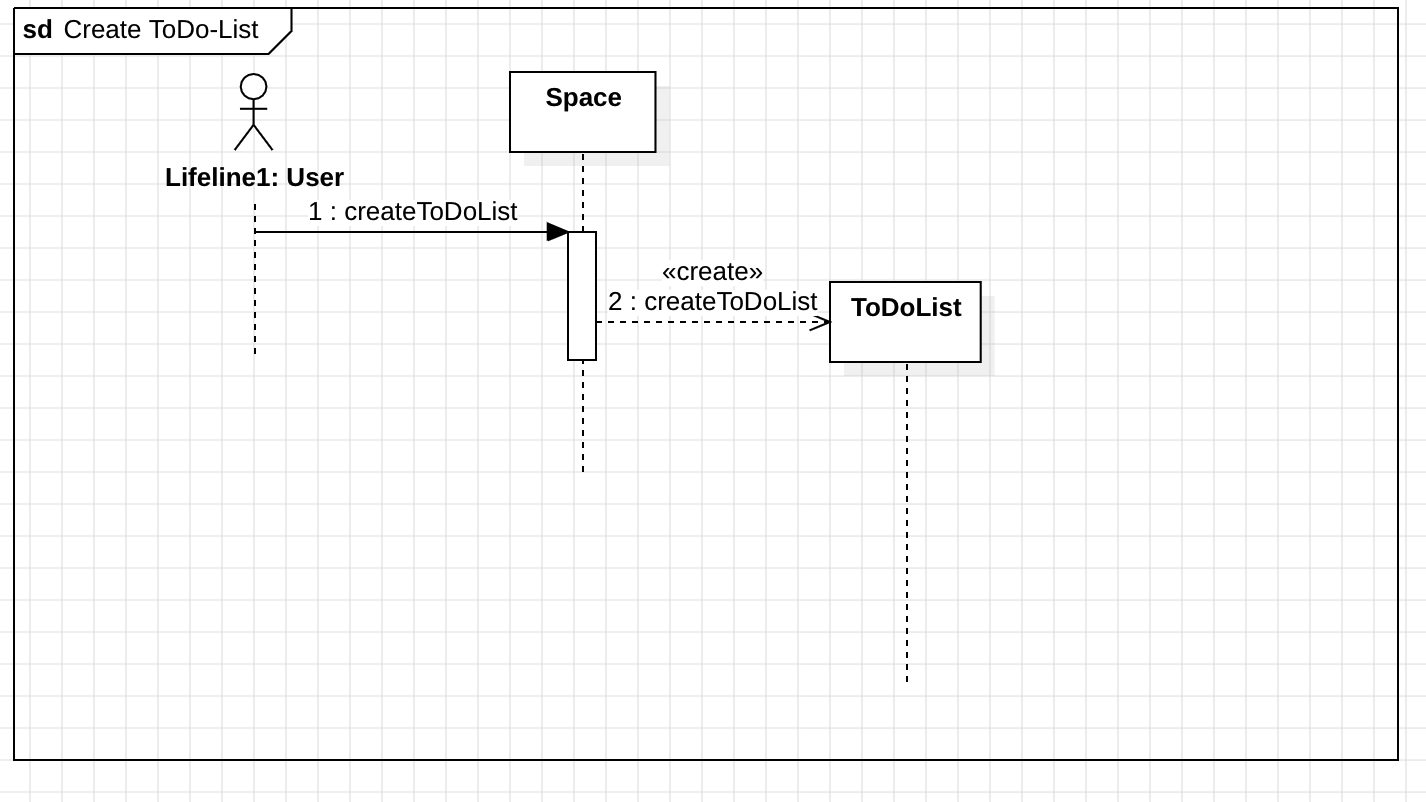 sd Create ToDo-List
Space
Lifeline1: User
1 : createToDoList
«create»
2 : createToDoList
ToDoList